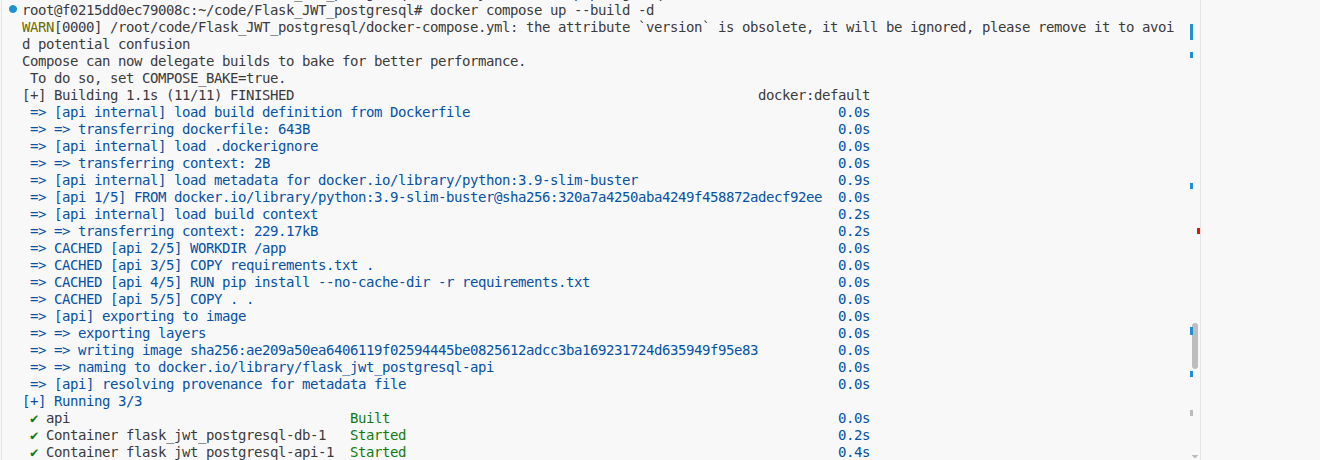 root@f0215dd0ec79008c:~/code/Flask_JWT_postgresql# docker compose up --build -d
WARN[0000] /root/code/Flask_JWT_postgresql/docker-compose.yml: the attribute `version` is obsolete, it will be ignored, please remove it to avoi
d potential confusion
Compose can now delegate builds to bake for better performance.
 To do so, set COMPOSE_BAKE=true.
[+] Building 1.1s (11/11) FINISHED docker:default
 => [api internal] load build definition from Dockerfile 0.0s
 => => transferring dockerfile: 643B 0.0s
 => [api internal] load .dockerignore 0.0s
 => => transferring context: 2B 0.0s
 => [api internal] load metadata for docker.io/library/python:3.9-slim-buster 0.9s
 => [api 1/5] FROM docker.io/library/python:3.9-slim-buster@sha256:320a7a4250aba4249f458872adecf92ee 0.0s
 => [api internal] load build context 0.2s
 => => transferring context: 229.17kB 0.2s
 => CACHED [api 2/5] WORKDIR /app 0.0s
 => CACHED [api 3/5] COPY requirements.txt . 0.0s
 => CACHED [api 4/5] RUN pip install --no-cache-dir -r requirements.txt 0.0s
 => CACHED [api 5/5] COPY . . 0.0s
 => [api] exporting to image 0.0s
 => => exporting layers 0.0s
 => => writing image sha256:ae209a50ea6406119f02594445be0825612adcc3ba169231724d635949f95e83 0.0s
 => => naming to docker.io/library/flask_jwt_postgresql-api 0.0s
 => [api] resolving provenance for metadata file 0.0s
[+] Running 3/3
 ✔ api Built 0.0s
 ✔ Container flask_jwt_postgresql-db-1 Started 0.2s
 ✔ Container flask_jwt_postgresql-api-1 Started 0.4s